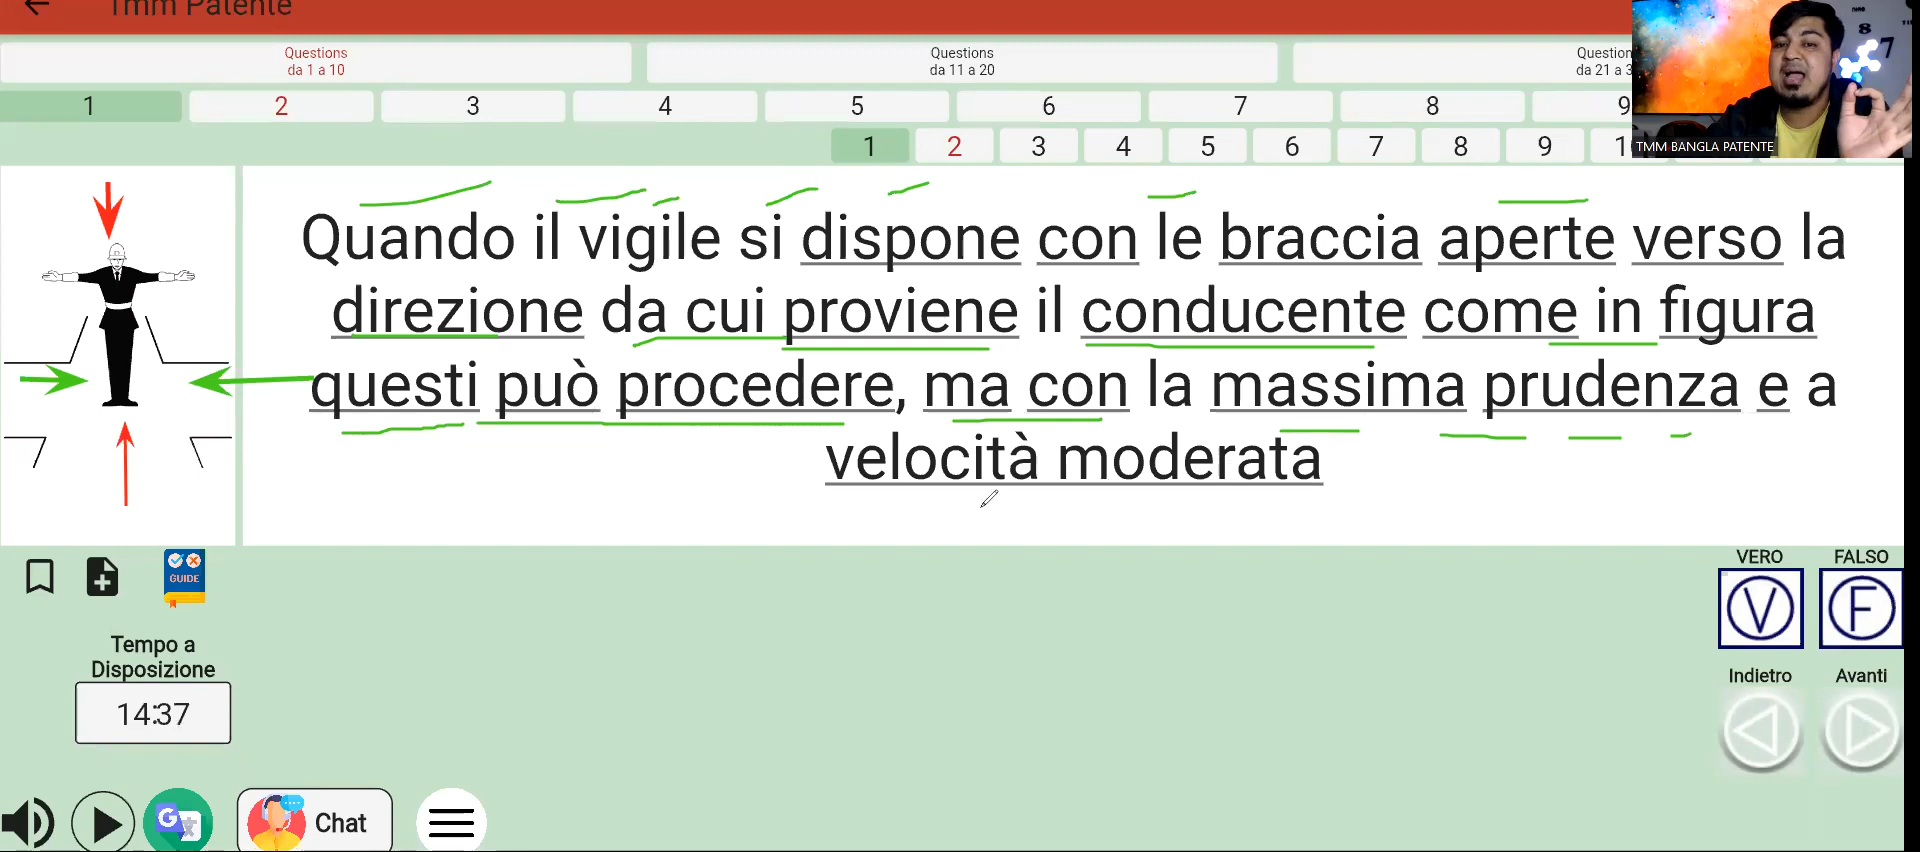 Tmm Patente
Questions
da 1 a 10
Questions
da 11 a 20
da 21 a 3
1 2 3 4 5 6 7 8 9
1 2 3 4 5 6 7 8 9
8
7
TMM BANGLA PATENTE
Quando il vigile si dispone con le braccia aperte verso la
direzione da cui proviene il conducente come in figura
questi può procedere, ma con la massima prudenza e a
velocità moderata
GUIDE
VERO FALSO
V F
Tempo a
Disposizione
14:37
Indietro Avanti
G
Chat